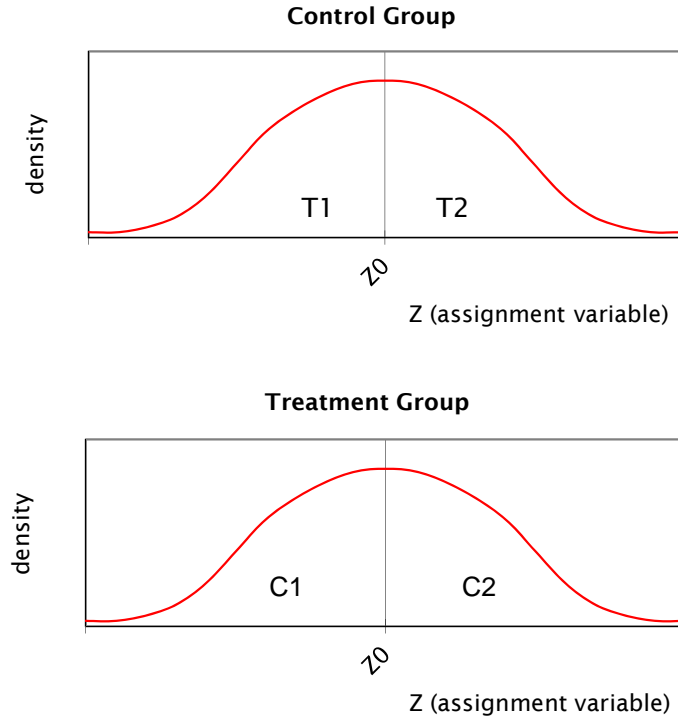 Control Group
density
T1 T2
Z0
Z (assignment variable)
Treatment Group
density
C1 C2
Z0
Z (assignment variable)